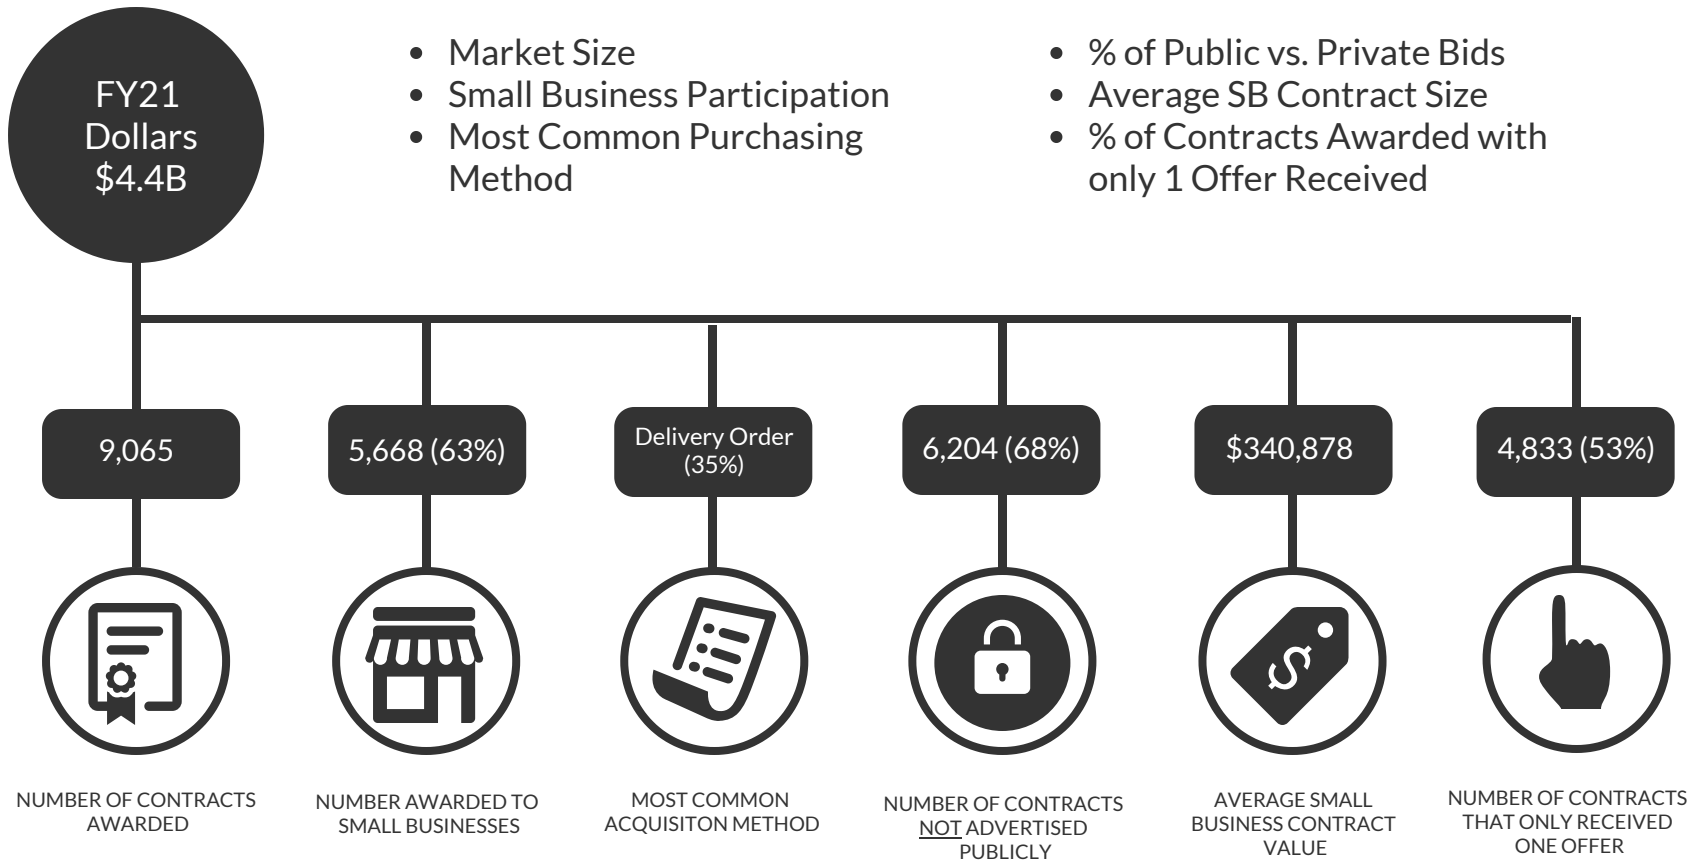 FY21
Dollars
$4.4B
• Market Size
• Small Business Participation
• Most Common Purchasing
Method
• % of Public vs. Private Bids
• Average SB Contract Size
• % of Contracts Awarded with
only 1 Offer Received
9,065
5,668 (63%)
Delivery Order
(35%)
6,204 (68%)
$340,878
4,833 (53%)
$
NUMBER OF CONTRACTS
AWARDED
NUMBER AWARDED TO
SMALL BUSINESSES
MOST COMMON
ACQUISITON METHOD
NUMBER OF CONTRACTS
NOT ADVERTISED
PUBLICLY
AVERAGE SMALL
BUSINESS CONTRACT
VALUE
NUMBER OF CONTRACTS
THAT ONLY RECEIVED
ONE OFFER